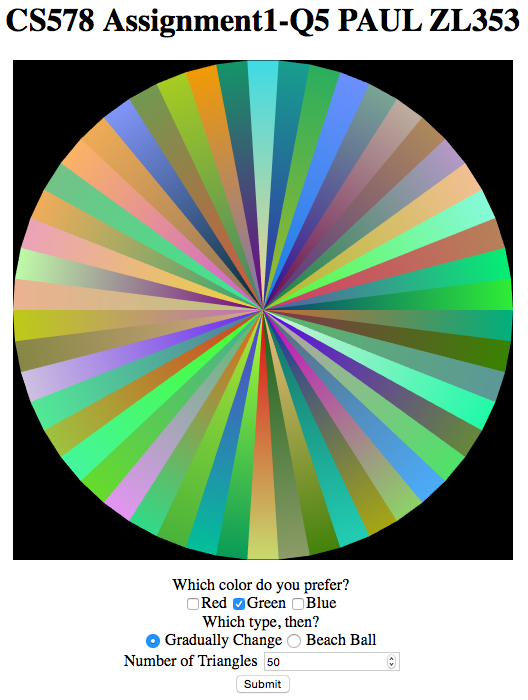 CS578 Assignment1-Q5 PAUL ZL353
Which color do you prefer?
Red Green Blue
Which type, then?
Gradually Change Beach Ball
Number of Triangles 50
Submit